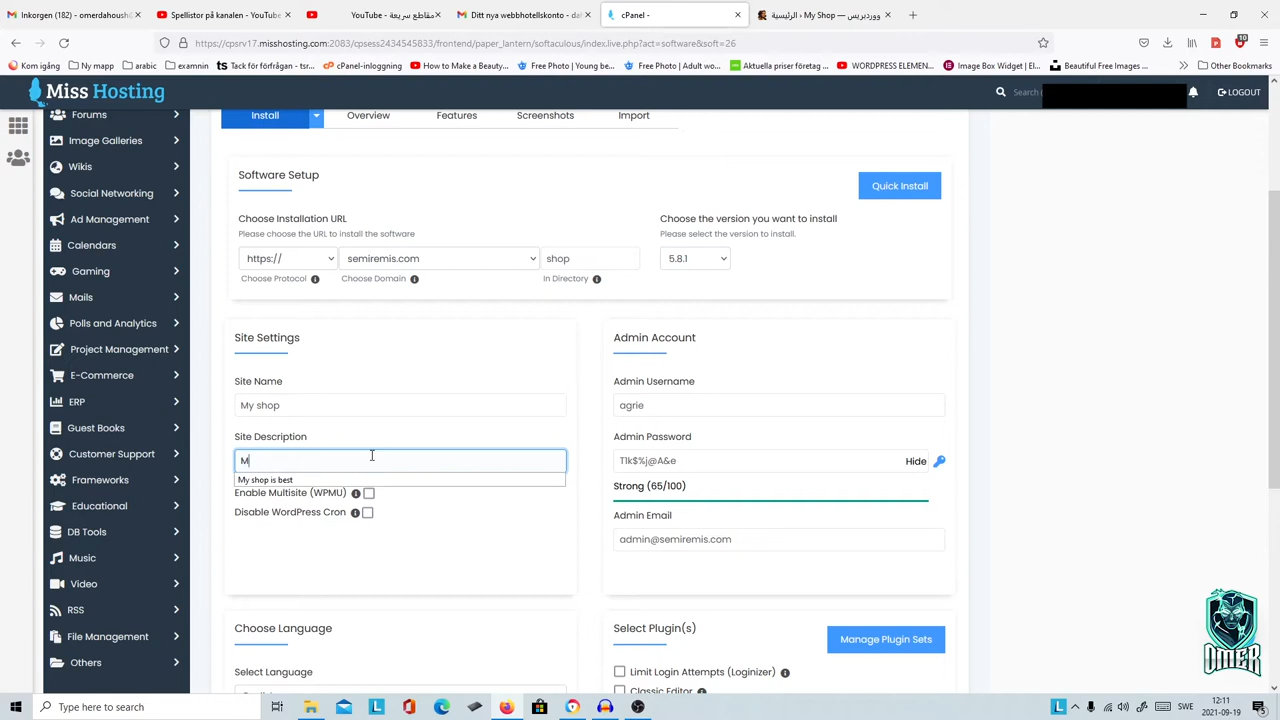 Inkorgen (182) - omerdahoush
Spellistor på kanalen - YouTube
YouTube - مقاطع سريعة
Ditt nya webbhotellskonto - da
cPanel -
الرئيسية - My Shop — ووردبريس
https://cpsrv17.misshosting.com:2083/cpsess2434545833/frontend/paper_lantern/softaculous/index.live.php?act=software&soft=26
10
Kom igång
Ny mapp
arabic
examnin
ts Tack för förfrågan - tsr...
cPanel-inloggning
How to Make a Beauty...
Free Photo | Young be...
Free Photo | Adult wo...
Aktuella priser företag ...
WORDPRESS ELEMEN...
Image Box Widget | El...
Beautiful Free Images ...
Other Bookmarks
Miss Hosting
Search (
LOGOUT
Forums
Image Galleries
Wikis
Social Networking
Ad Management
Calendars
Gaming
Mails
Polls and Analytics
Project Management
E-Commerce
ERP
Guest Books
Customer Support
Frameworks
Educational
DB Tools
Music
Video
RSS
File Management
Others
Install
Overview
Features
Screenshots
Import
Software Setup
Quick Install
Choose Installation URL
Please choose the URL to install the software
Choose the version you want to install
Please select the version to install.
https://
semiremis.com
shop
5.8.1
Choose Protocol
Choose Domain
In Directory
Site Settings
Site Name
My shop
Site Description
M
My shop is best
Enable Multisite (WPMU)
Disable WordPress Cron
Admin Account
Admin Username
agrie
Admin Password
T1k$%j@A&e
Hide
Strong (65/100)
Admin Email
admin@semiremis.com
Choose Language
Select Language
Select Plugin(s)
Manage Plugin Sets
Limit Login Attempts (Loginizer)
Classic Editor
OMER
Type here to search
SWE
12:11
2021-09-19